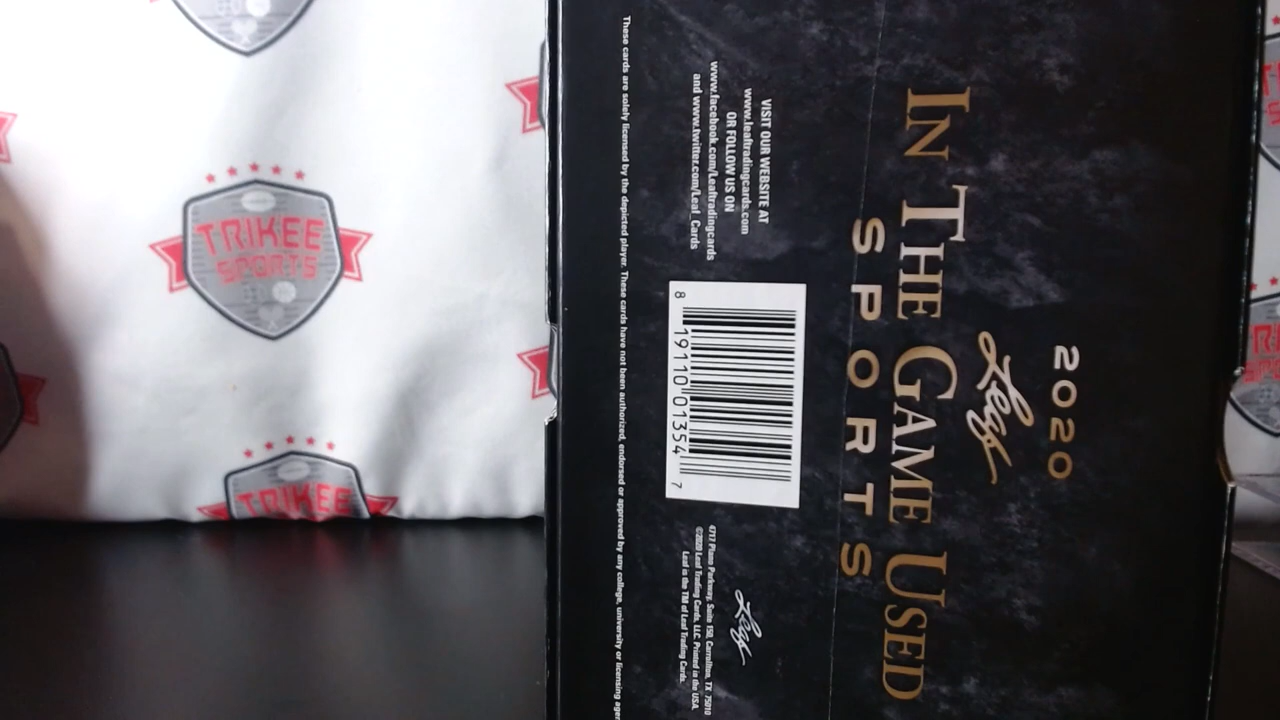 TRIKEE
SPORTS
TRIKEE
2020
Leaf
IN THE GAME USED
SPORTS
VISIT OUR WEBSITE AT
www.leaftradingcards.com
OR FOLLOW US ON
www.facebook.com/Leaftradingcards
and www.twitter.com/Leaf_Cards
8 19110 01354 7
Leaf
4717 Plano Parkway, Suite 150, Carrollton, TX 75010
©2020 Leaf Trading Cards, LLC. Printed in the USA.
Leaf is the TM of Leaf Trading Cards.
These cards are solely licensed by the depicted player. These cards have not been authorized, endorsed or approved by any college, university or licensing agen